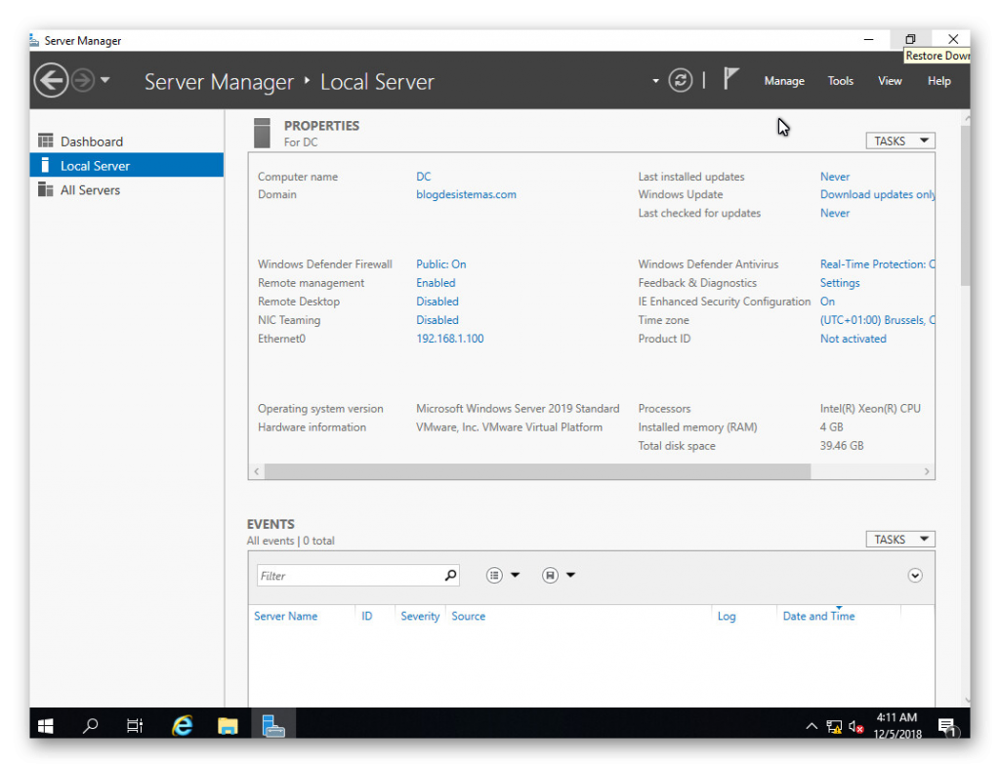 Server Manager
Restore Down
Server Manager ‣ Local Server
Manage Tools View Help
Dashboard
Local Server
All Servers
PROPERTIES
For DC
TASKS
Computer name DC Last installed updates Never
Domain blogdesistemas.com Windows Update Download updates only
Last checked for updates Never
Windows Defender Firewall Public: On Windows Defender Antivirus Real-Time Protection: 
Remote management Enabled Feedback & Diagnostics Settings
Remote Desktop Disabled IE Enhanced Security Configuration On
NIC Teaming Disabled Time zone (UTC+01:00) Brussels, 
Ethernet0 192.168.1.100 Product ID Not activated
Operating system version Microsoft Windows Server 2019 Standard Processors Intel(R) Xeon(R) CPU
Hardware information VMware, Inc. VMware Virtual Platform Installed memory (RAM) 4 GB
Total disk space 39.46 GB
EVENTS
All events | 0 total
TASKS
Filter
Server Name ID Severity Source Log Date and Time
4:11 AM
12/5/2018
1